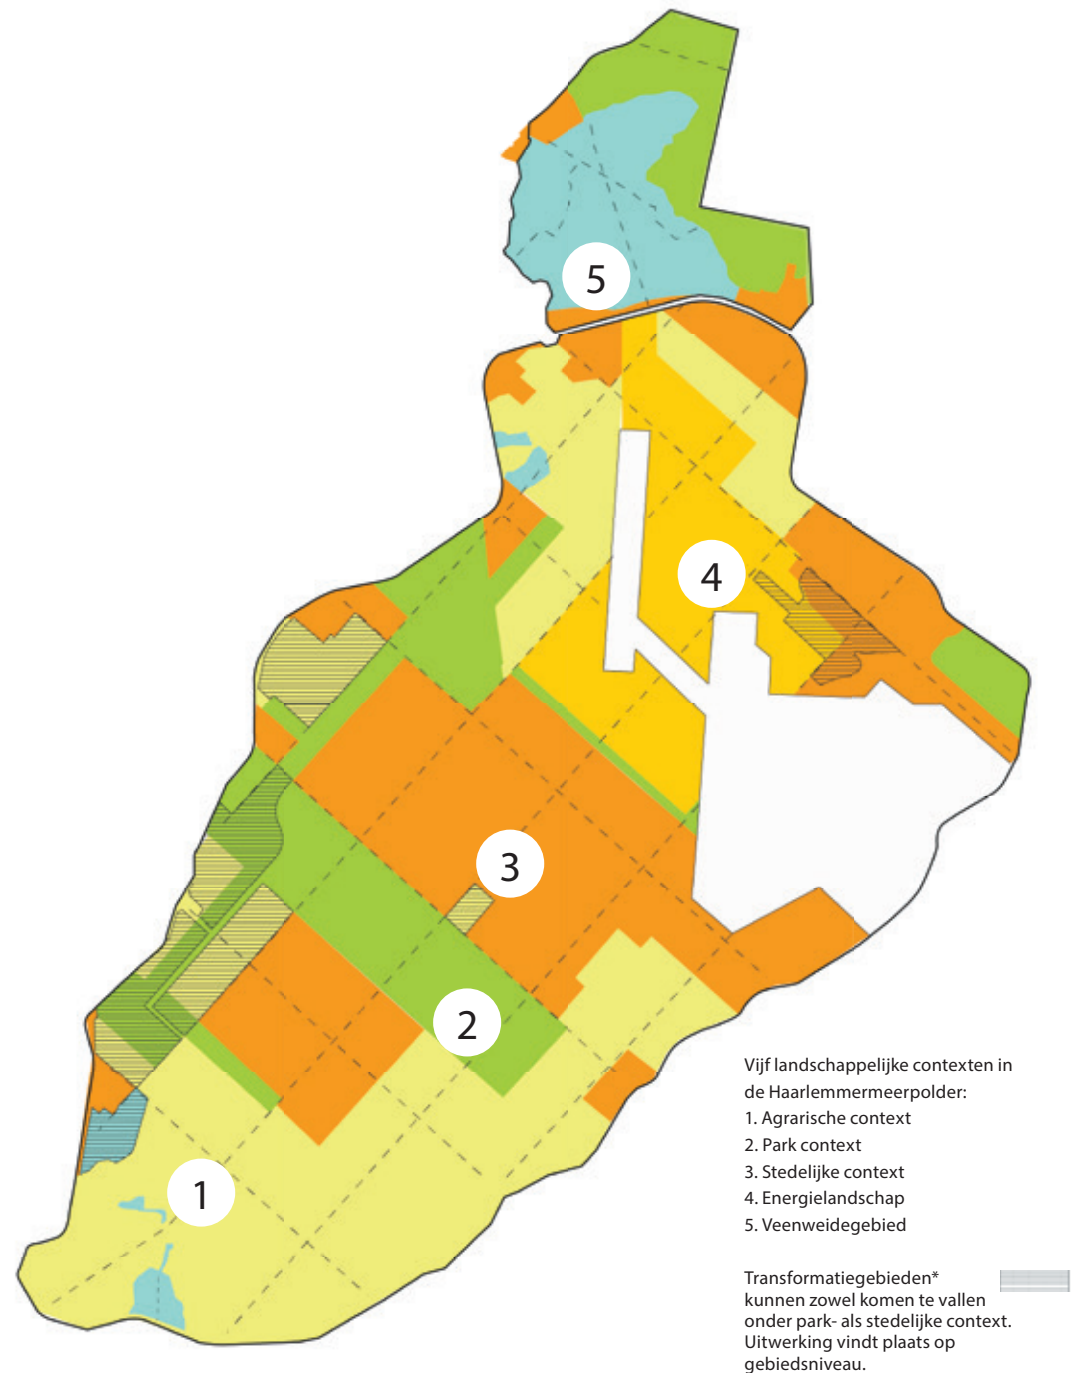 5
4
3
2
1
Vijf landschappelijke contexten in
de Haarlemmermeerpolder:
1. Agrarische context
2. Park context
3. Stedelijke context
4. Energielandschap
5. Veenweidegebied
Transformatiegebieden*
kunnen zowel komen te vallen
onder park- als stedelijke context.
Uitwerking vindt plaats op
gebiedsniveau.